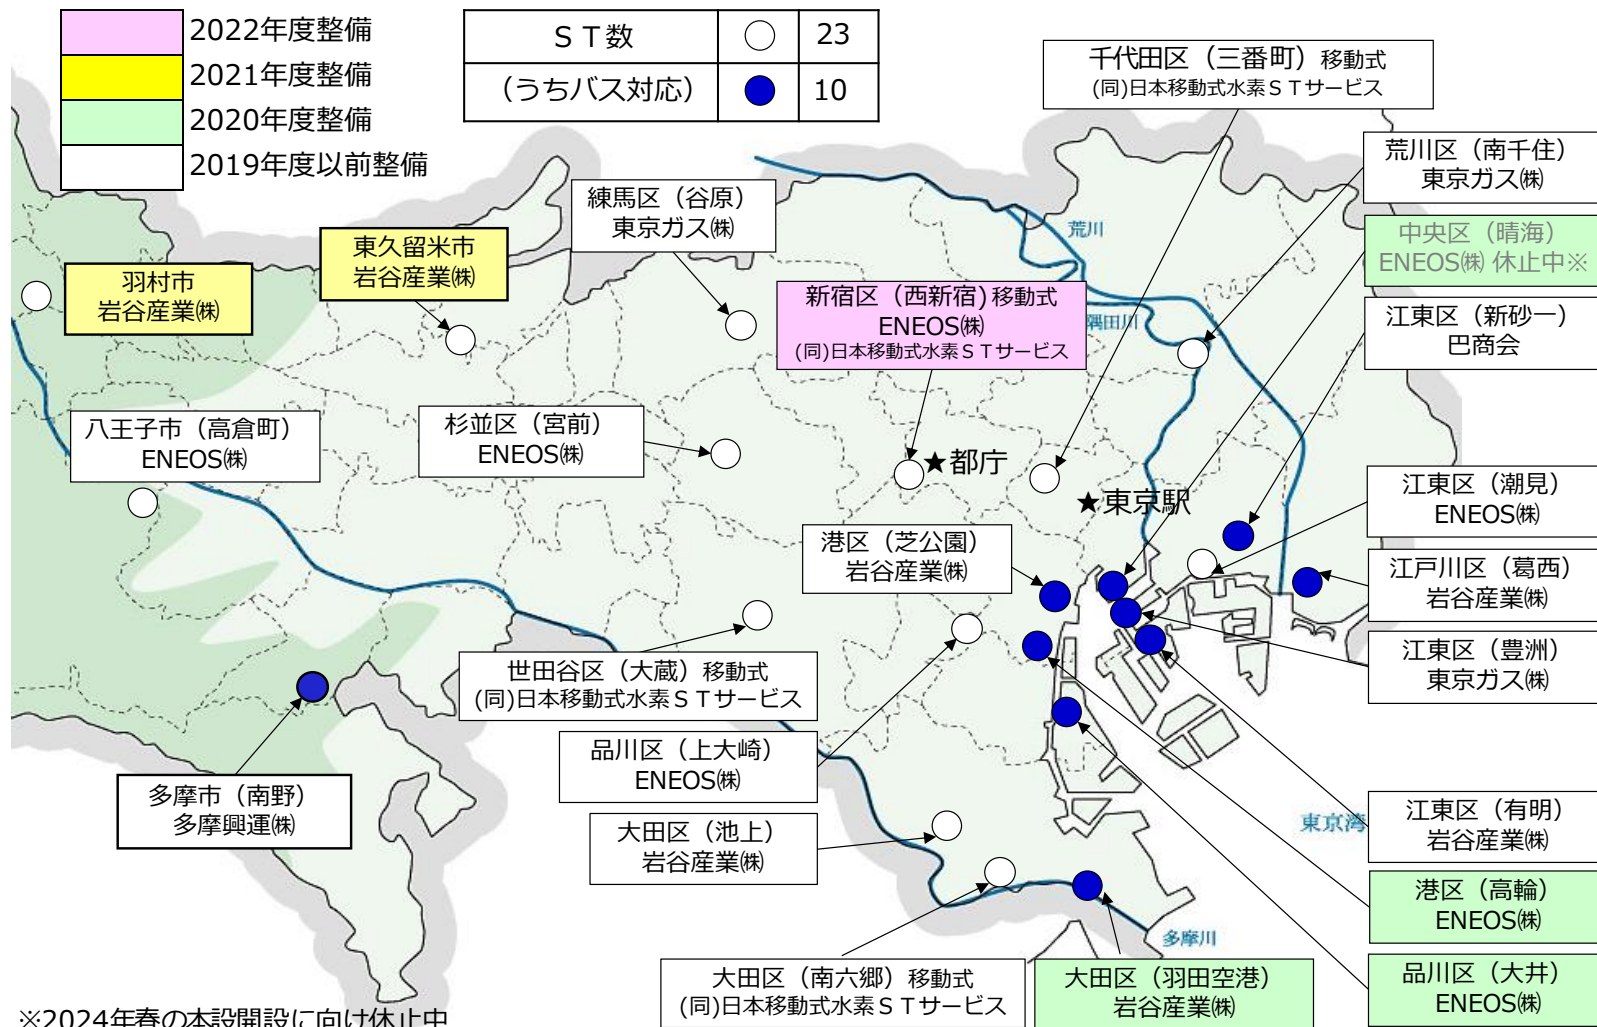 2022年度整備
2021年度整備
2020年度整備
2019年度以前整備
ＳＴ数 23
（うちバス対応） 10
千代田区（三番町）移動式
(同)日本移動式水素ＳＴサービス
荒川区（南千住）
東京ガス㈱
中央区（晴海）
ENEOS㈱ 休止中※
江東区（新砂一）
巴商会
練馬区（谷原）
東京ガス㈱
東久留米市
岩谷産業㈱
羽村市
岩谷産業㈱
新宿区（西新宿)移動式
ENEOS㈱
(同)日本移動式水素ＳＴサービス
荒川
隅田川
八王子市（高倉町）
ENEOS㈱
杉並区（宮前）
ENEOS㈱
★都庁
★東京駅
江東区（潮見）
ENEOS㈱
港区（芝公園）
岩谷産業㈱
江戸川区（葛西）
岩谷産業㈱
江東区（豊洲）
東京ガス㈱
世田谷区（大蔵）移動式
(同)日本移動式水素ＳＴサービス
品川区（上大崎）
ENEOS㈱
多摩市（南野）
多摩興運㈱
大田区（池上）
岩谷産業㈱
東京湾
江東区（有明）
岩谷産業㈱
港区（高輪）
ENEOS㈱
多摩川
大田区（南六郷）移動式
(同)日本移動式水素ＳＴサービス
大田区（羽田空港）
岩谷産業㈱
品川区（大井）
ENEOS㈱
※2024年春の本設開設に向け休止中